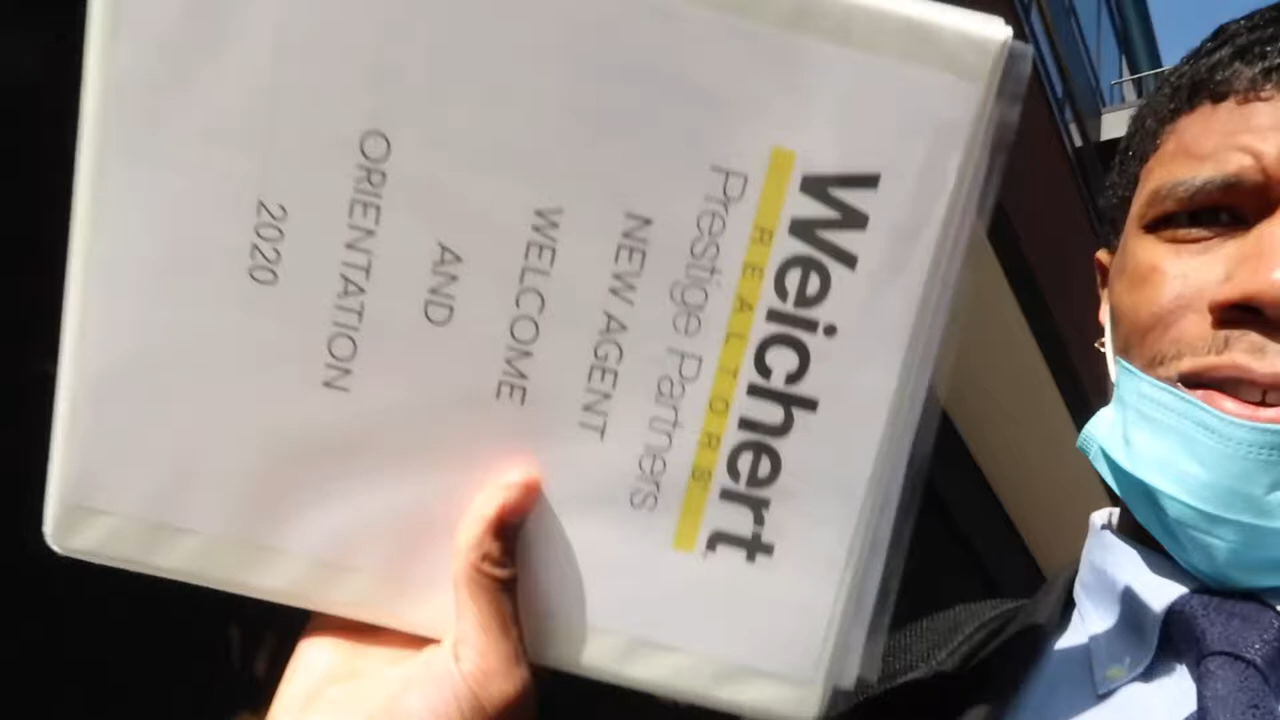 Weichert
REALTORS
Prestige Partners
NEW AGENT
WELCOME
AND
ORIENTATION
2020